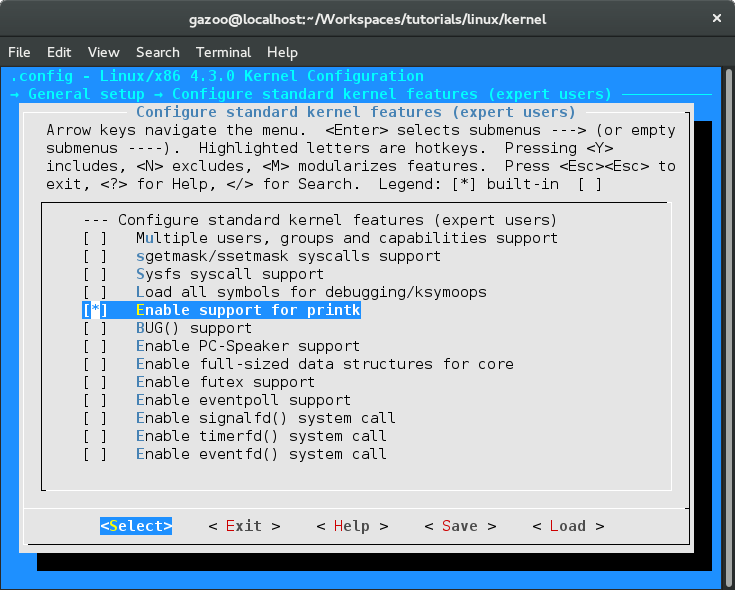 gazoo@localhost:~/Workspaces/tutorials/linux/kernel
File Edit View Search Terminal Help
.config - Linux/x86 4.3.0 Kernel Configuration
→ General setup → Configure standard kernel features (expert users)
Configure standard kernel features (expert users)
Arrow keys navigate the menu.  <Enter> selects submenus ---> (or empty
submenus ----).  Highlighted letters are hotkeys.  Pressing <Y>
includes, <N> excludes, <M> modularizes features.  Press <Esc><Esc> to
exit, <?> for Help, </> for Search.  Legend: [*] built-in  [ ]
--- Configure standard kernel features (expert users)
[ ]   Multiple users, groups and capabilities support
[ ]   sgetmask/ssetmask syscalls support
[ ]   Sysfs syscall support
[ ]   Load all symbols for debugging/ksymoops
[*]   Enable support for printk
[ ]   BUG() support
[ ]   Enable PC-Speaker support
[ ]   Enable full-sized data structures for core
[ ]   Enable futex support
[ ]   Enable eventpoll support
[ ]   Enable signalfd() system call
[ ]   Enable timerfd() system call
[ ]   Enable eventfd() system call
<Select>    < Exit >    < Help >    < Save >    < Load >